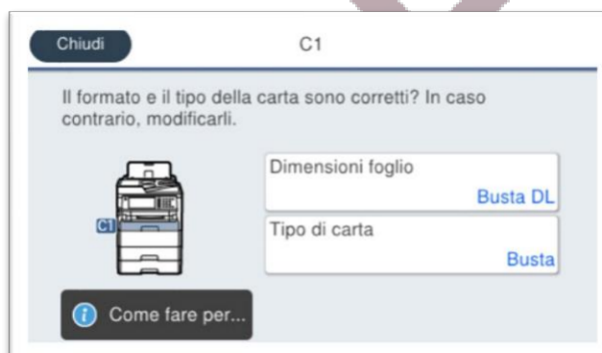 Chiudi
C1
Il formato e il tipo della carta sono corretti? In caso
contrario, modificarli.
Dimensioni foglio
Busta DL
C1
Tipo di carta
Busta
Come fare per...